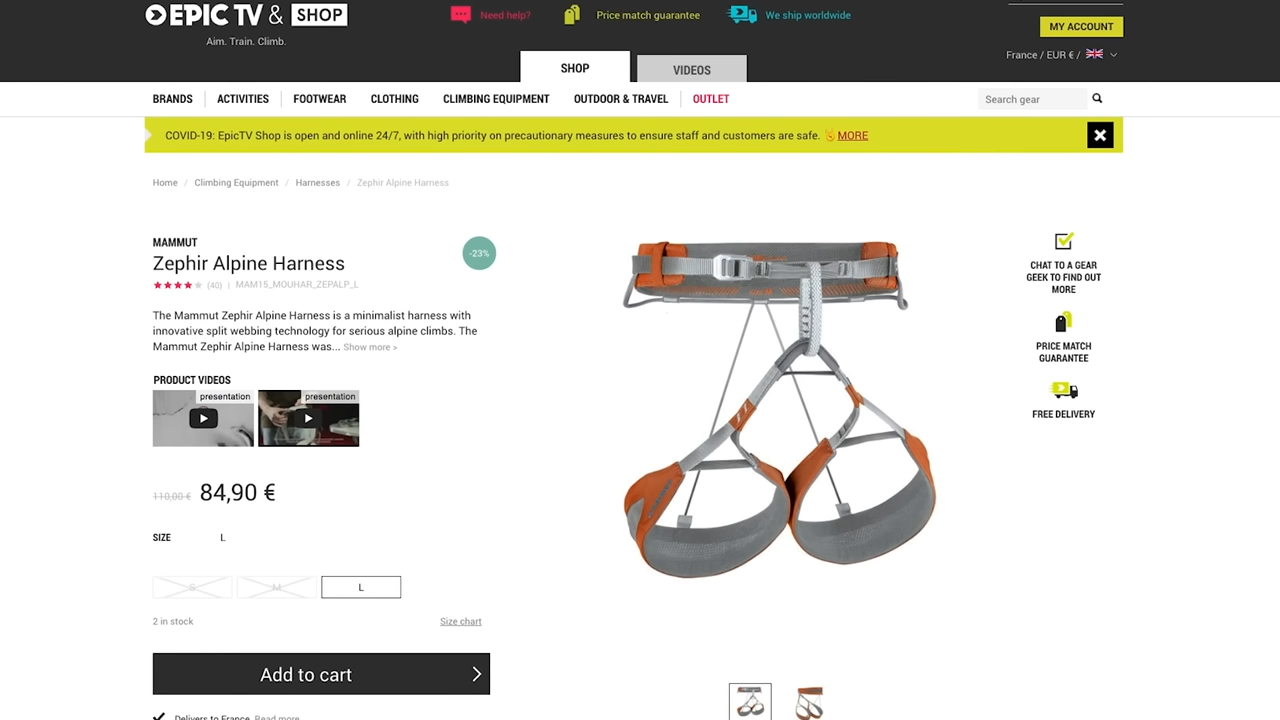 EPIC TV & SHOP
Aim. Train. Climb.
Need help?
Price match guarantee
We ship worldwide
MY ACCOUNT
France / EUR € /
SHOP
VIDEOS
BRANDS
ACTIVITIES
FOOTWEAR
CLOTHING
CLIMBING EQUIPMENT
OUTDOOR & TRAVEL
OUTLET
Search gear
COVID-19: EpicTV Shop is open and online 24/7, with high priority on precautionary measures to ensure staff and customers are safe. 🤘 MORE
Home / Climbing Equipment / Harnesses / Zephir Alpine Harness
MAMMUT
Zephir Alpine Harness
-23%
(40) | MAM15_MOUHAR_ZEPALP_L
The Mammut Zephir Alpine Harness is a minimalist harness with
innovative split webbing technology for serious alpine climbs. The
Mammut Zephir Alpine Harness was... Show more >
PRODUCT VIDEOS
presentation
presentation
110,00 € 84,90 €
SIZE L
S
M
L
2 in stock
Size chart
Add to cart
Delivers to France Read more
CHAT TO A GEAR
GEEK TO FIND OUT
MORE
PRICE MATCH
GUARANTEE
FREE DELIVERY